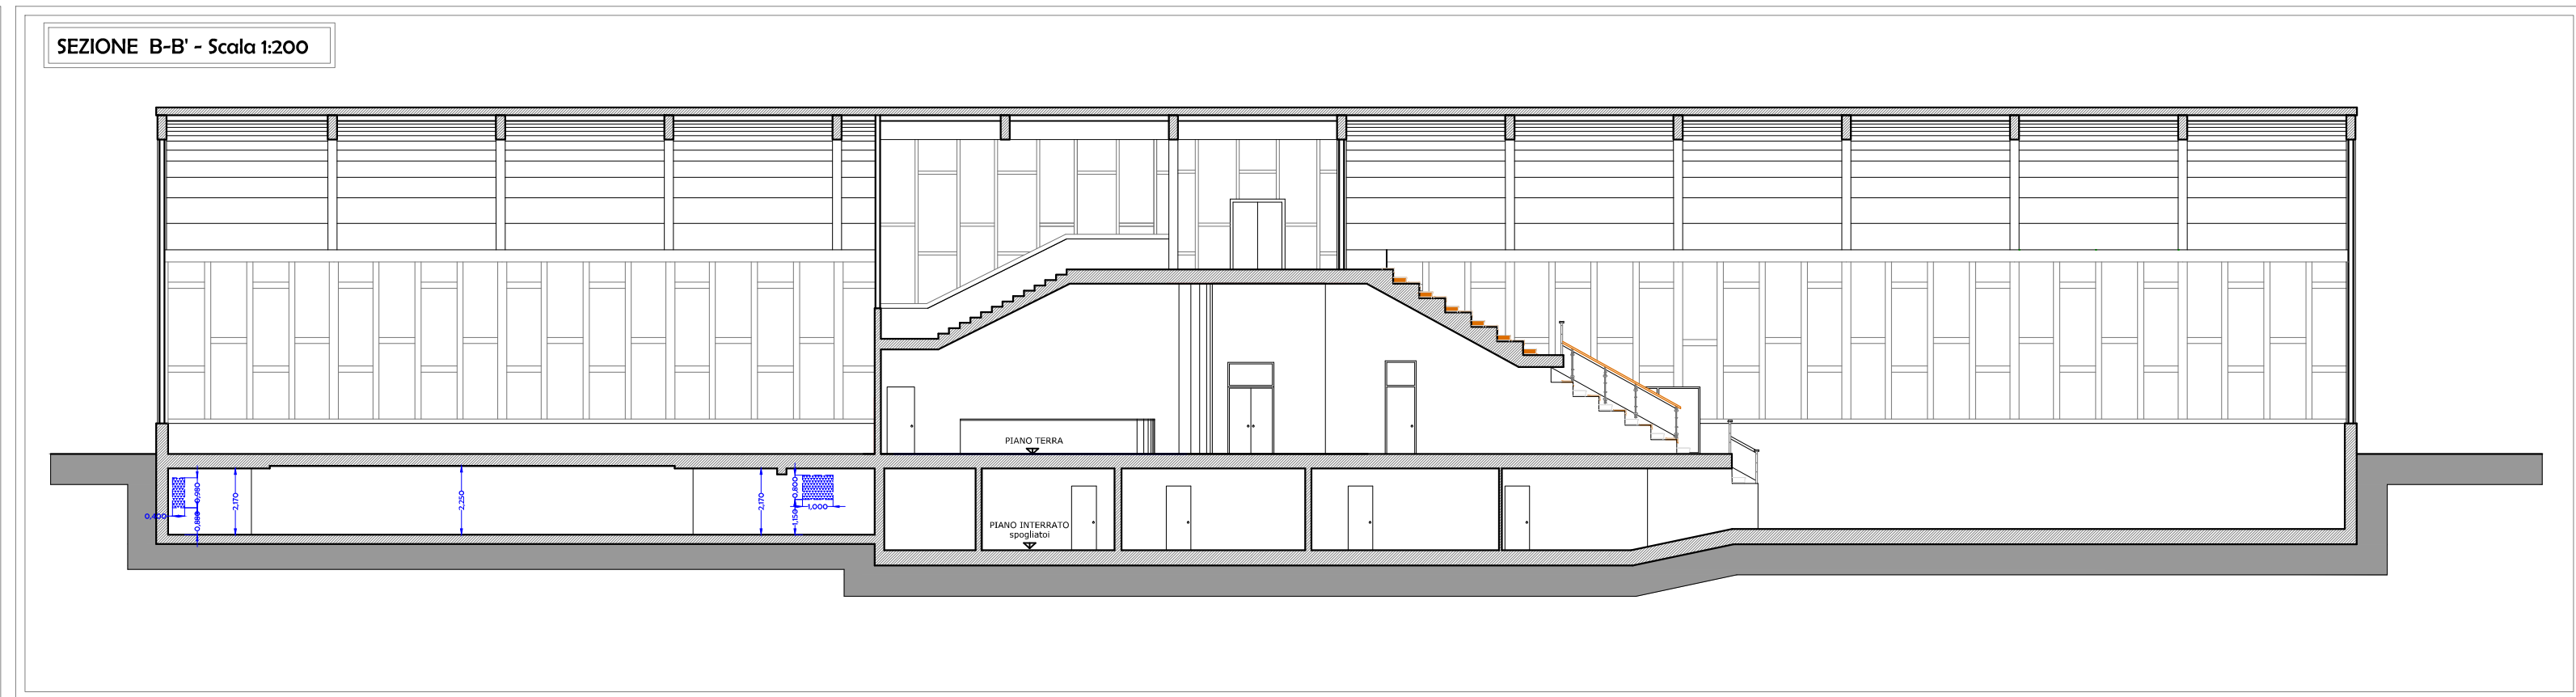 SEZIONE B-B' - Scala 1:200
PIANO TERRA
0,980
2,170
2,250
2,170
0,800
1,000
0,400
0,880
1,150
PIANO INTERRATO
spogliatoi